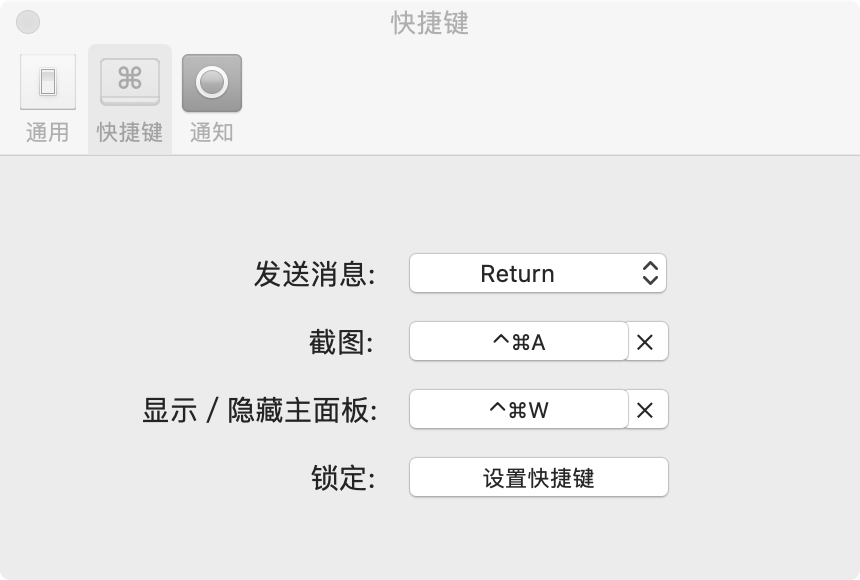 快捷键
⌘
通用 快捷键 通知
发送消息: Return
截图: ^⌘A ×
显示 / 隐藏主面板: ^⌘W ×
锁定: 设置快捷键